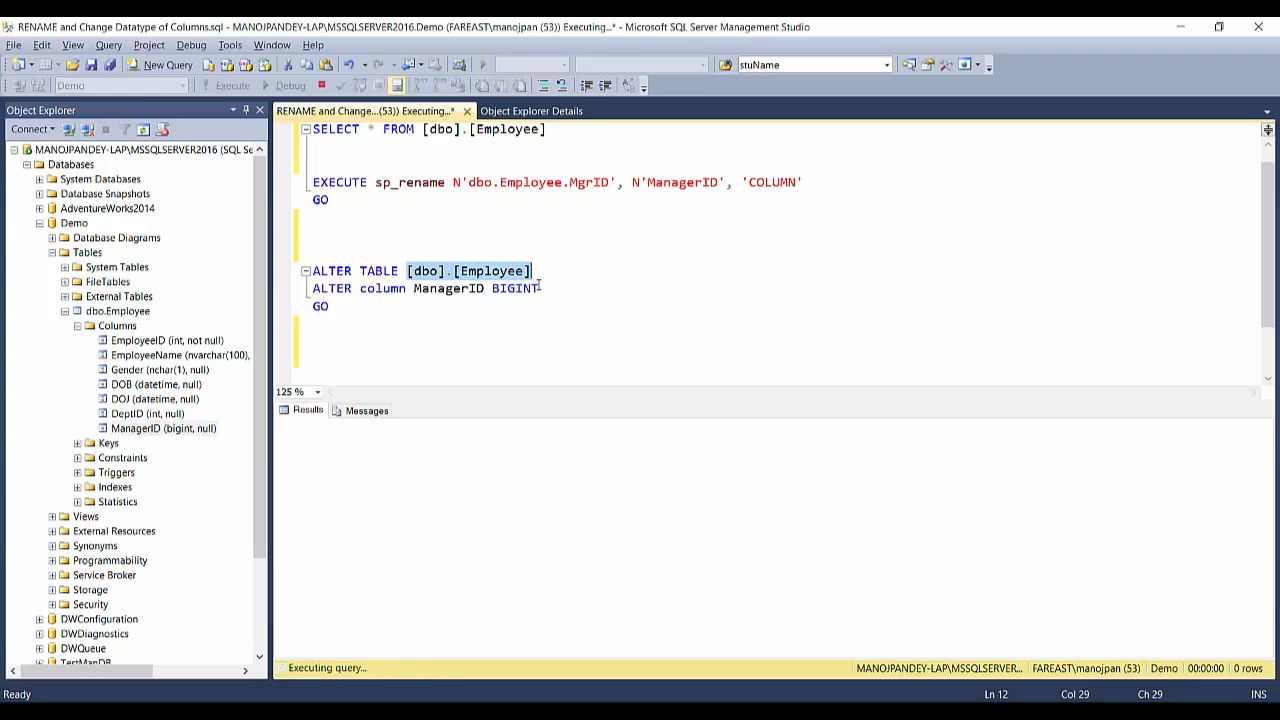 RENAME and Change Datatype of Columns.sql - MANOJPANDEY-LAP\MSSQLSERVER2016.Demo (FAREAST\manojpan (53)) Executing...* - Microsoft SQL Server Management Studio
File Edit View Query Project Debug Tools Window Help
New Query stuName
Demo Execute Debug
Object Explorer
RENAME and Change...(53)) Executing...* Object Explorer Details
Connect
MANOJPANDEY-LAP\MSSQLSERVER2016 (SQL Se
Databases
System Databases
Database Snapshots
AdventureWorks2014
Demo
Database Diagrams
Tables
System Tables
FileTables
External Tables
dbo.Employee
Columns
EmployeeID (int, not null)
EmployeeName (nvarchar(100),
Gender (nchar(1), null)
DOB (datetime, null)
DOJ (datetime, null)
DeptID (int, null)
ManagerID (bigint, null)
Keys
Constraints
Triggers
Indexes
Statistics
Views
External Resources
Synonyms
Programmability
Service Broker
Storage
Security
DWConfiguration
DWDiagnostics
DWQueue
TestManDB
SELECT * FROM [dbo].[Employee]
EXECUTE sp_rename N'dbo.Employee.MgrID', N'ManagerID', 'COLUMN'
GO
ALTER TABLE [dbo].[Employee]
ALTER column ManagerID BIGINT
GO
125 %
Results Messages
Executing query... MANOJPANDEY-LAP\MSSQLSERVER... FAREAST\manojpan (53) Demo 00:00:00 0 rows
Ready Ln 12 Col 29 Ch 29 INS